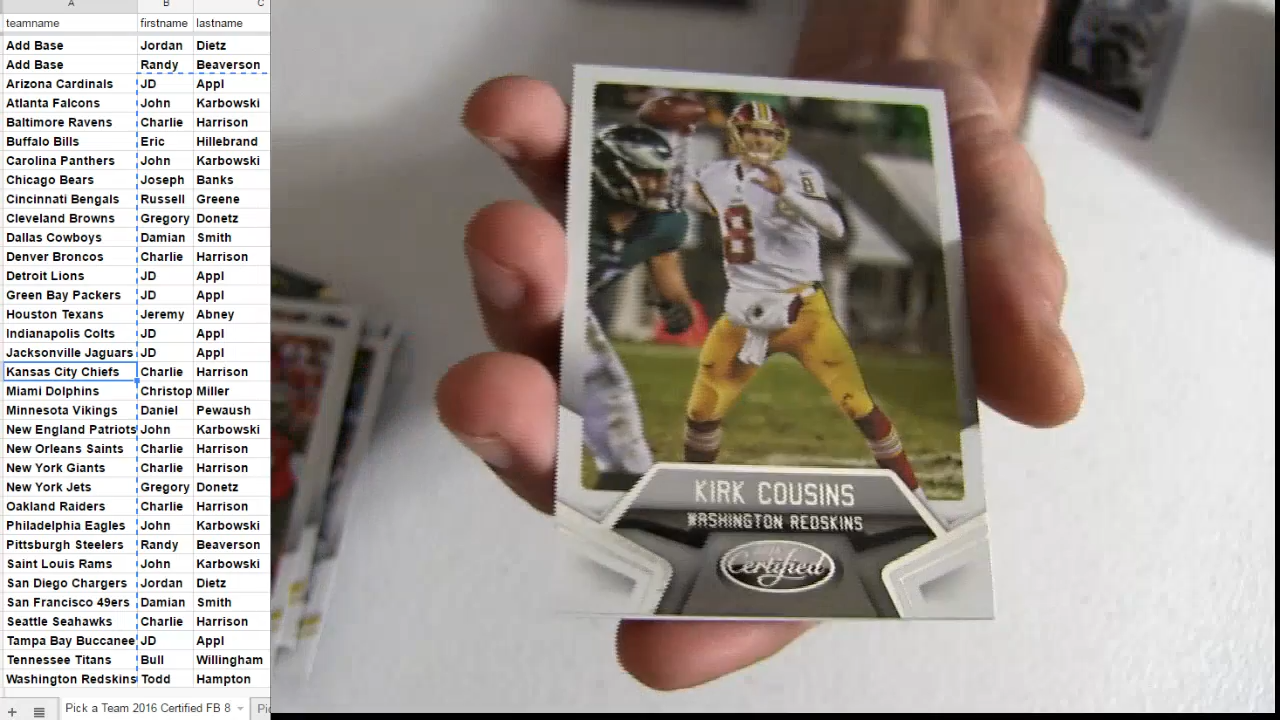 A B C
teamname firstname lastname
Add Base Jordan Dietz
Add Base Randy Beaverson
Arizona Cardinals JD Appl
Atlanta Falcons John Karbowski
Baltimore Ravens Charlie Harrison
Buffalo Bills Eric Hillebrand
Carolina Panthers John Karbowski
Chicago Bears Joseph Banks
Cincinnati Bengals Russell Greene
Cleveland Browns Gregory Donetz
Dallas Cowboys Damian Smith
Denver Broncos Charlie Harrison
Detroit Lions JD Appl
Green Bay Packers JD Appl
Houston Texans Jeremy Abney
Indianapolis Colts JD Appl
Jacksonville Jaguars JD Appl
Kansas City Chiefs Charlie Harrison
Miami Dolphins Christop Miller
Minnesota Vikings Daniel Pewaush
New England Patriots John Karbowski
New Orleans Saints Charlie Harrison
New York Giants Charlie Harrison
New York Jets Gregory Donetz
Oakland Raiders Charlie Harrison
Philadelphia Eagles John Karbowski
Pittsburgh Steelers Randy Beaverson
Saint Louis Rams John Karbowski
San Diego Chargers Jordan Dietz
San Francisco 49ers Damian Smith
Seattle Seahawks Charlie Harrison
Tampa Bay Buccanee JD Appl
Tennessee Titans Bull Willingham
Washington Redskins Todd Hampton
Pick a Team 2016 Certified FB 8 Pi
8
8
KIRK COUSINS
WASHINGTON REDSKINS
2016
Certified